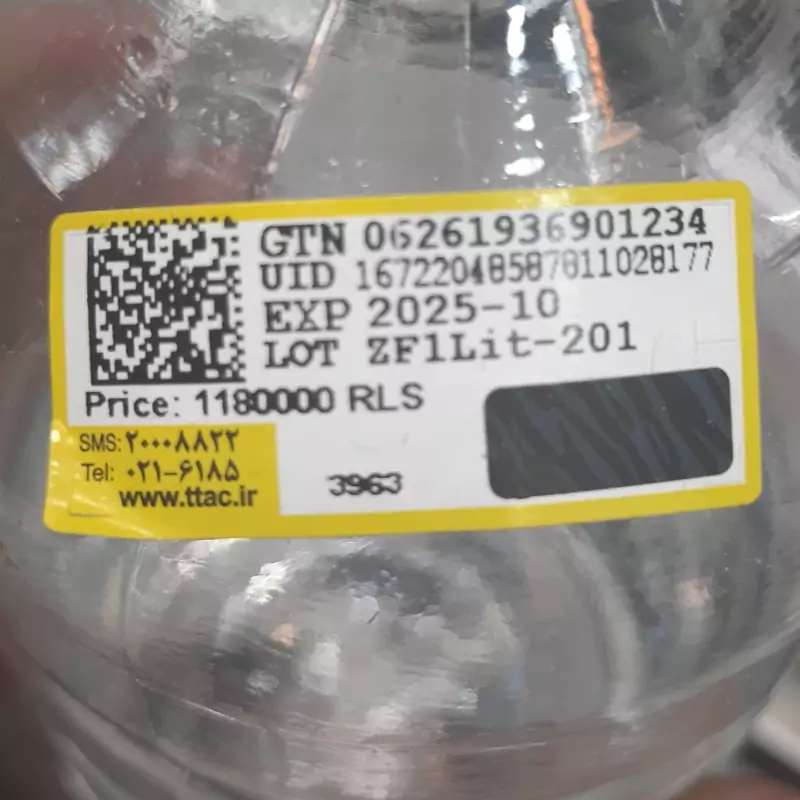 GTN 06261936901234
UID 16722048587811028177
EXP 2025-10
LOT ZF1Lit-201
Price: 1180000 RLS
SMS: ۲۰۰۰۸۸۲۲
Tel: ۰۲۱-۶۱۸۵
www.ttac.ir
3963